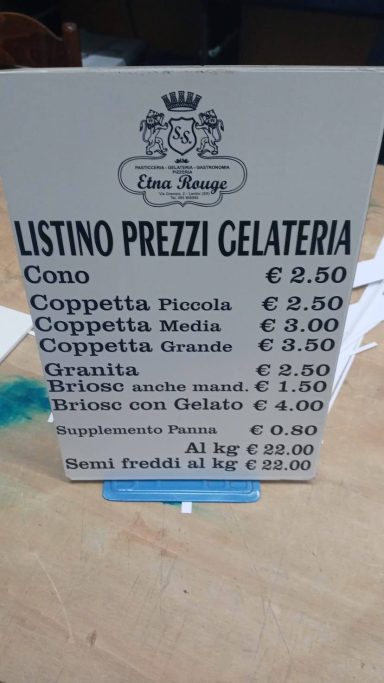 S.S.
PASTICCERIA - GELATERIA - GASTRONOMIA
PIZZERIA
Etna Rouge
LISTINO PREZZI GELATERIA
Cono € 2.50
Coppetta Piccola € 2.50
Coppetta Media € 3.00
Coppetta Grande € 3.50
Granita € 2.50
Briosc anche mand. € 1.50
Briosc con Gelato € 4.00
Supplemento Panna € 0.80
Al kg € 22.00
Semi freddi al kg € 22.00